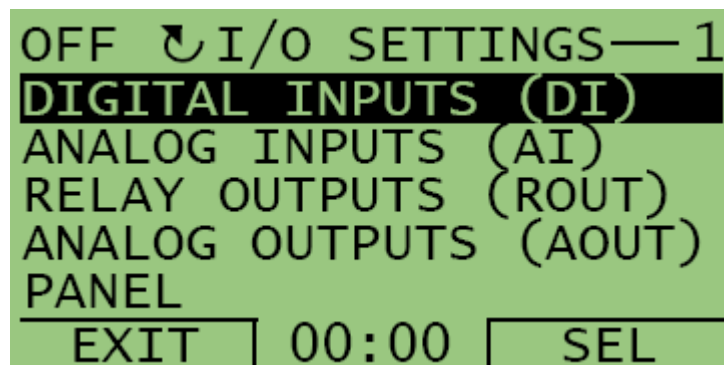 OFF ↻ I/O SETTINGS——1
DIGITAL INPUTS (DI)
ANALOG INPUTS (AI)
RELAY OUTPUTS (ROUT)
ANALOG OUTPUTS (AOUT)
PANEL
EXIT 00:00 SEL